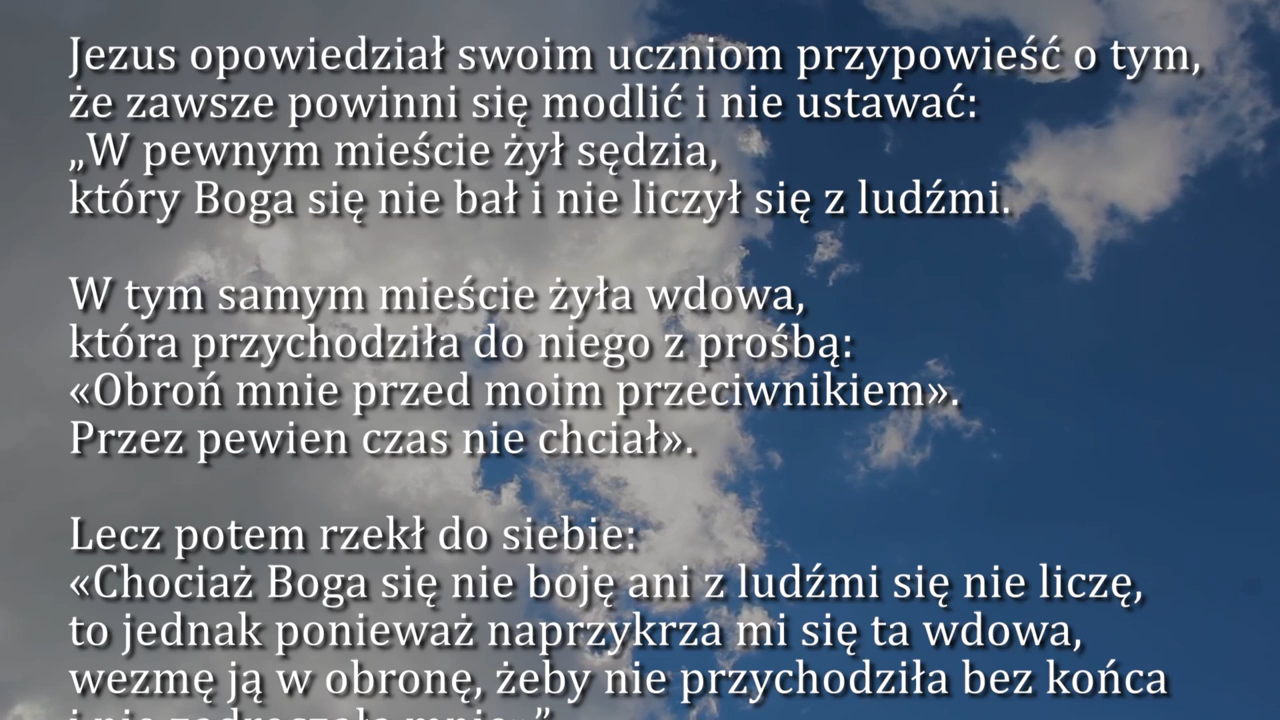 Jezus opowiedział swoim uczniom przypowieść o tym,
że zawsze powinni się modlić i nie ustawać:
„W pewnym mieście żył sędzia,
który Boga się nie bał i nie liczył się z ludźmi.
W tym samym mieście żyła wdowa,
która przychodziła do niego z prośbą:
«Obroń mnie przed moim przeciwnikiem».
Przez pewien czas nie chciał».
Lecz potem rzekł do siebie:
«Chociaż Boga się nie boję ani z ludźmi się nie liczę,
to jednak ponieważ naprzykrza mi się ta wdowa,
wezmę ją w obronę, żeby nie przychodziła bez końca